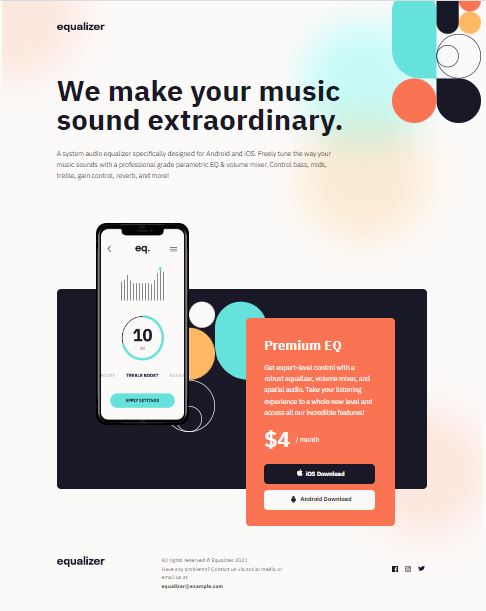 equalizer
We make your music
sound extraordinary.
A system audio equalizer specifically designed for Android and iOS. Freely tune the way your
music sounds with a professional grade parametric EQ & volume mixer. Control bass, mids,
treble, gain control, reverb, and more!
eq.
10
TREBLE BOOST
APPLY SETTINGS
Premium EQ
Get expert-level control with a
robust equalizer, volume mixer, and
spatial audio. Take your listening
experience to a whole new level and
access all our incredible features!
$4 / month
iOS Download
Android Download
equalizer
All rights reserved © Equalizer 2021
Have any problems? Contact us via social media or
email us at
equalizer@example.com